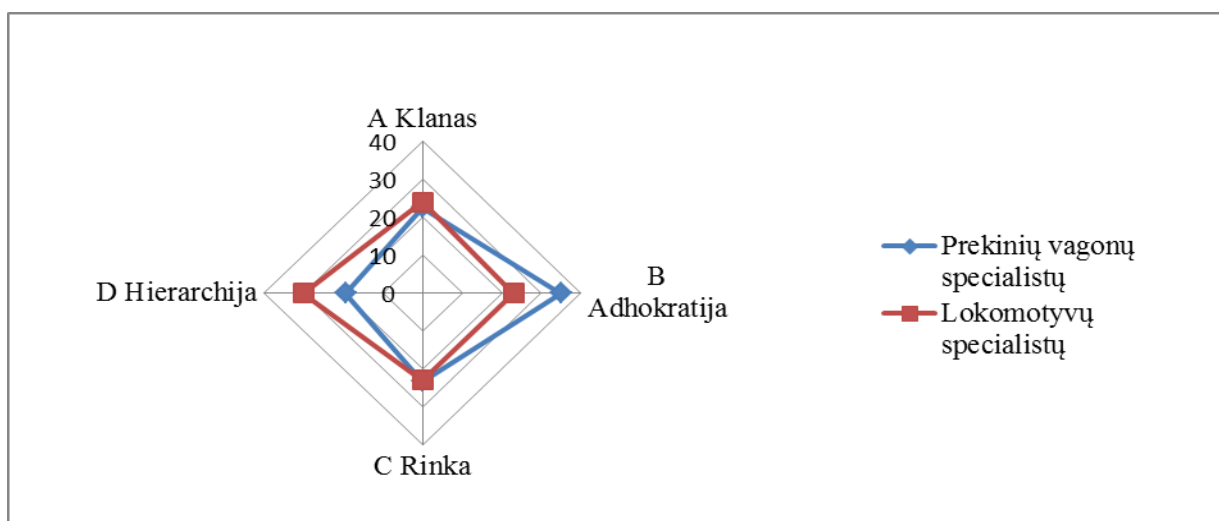 A Klanas
40
30
20
10
0
B
Adhokratija
D Hierarchija
C Rinka
Prekinių vagonų
specialistų
Lokomotyvų
specialistų